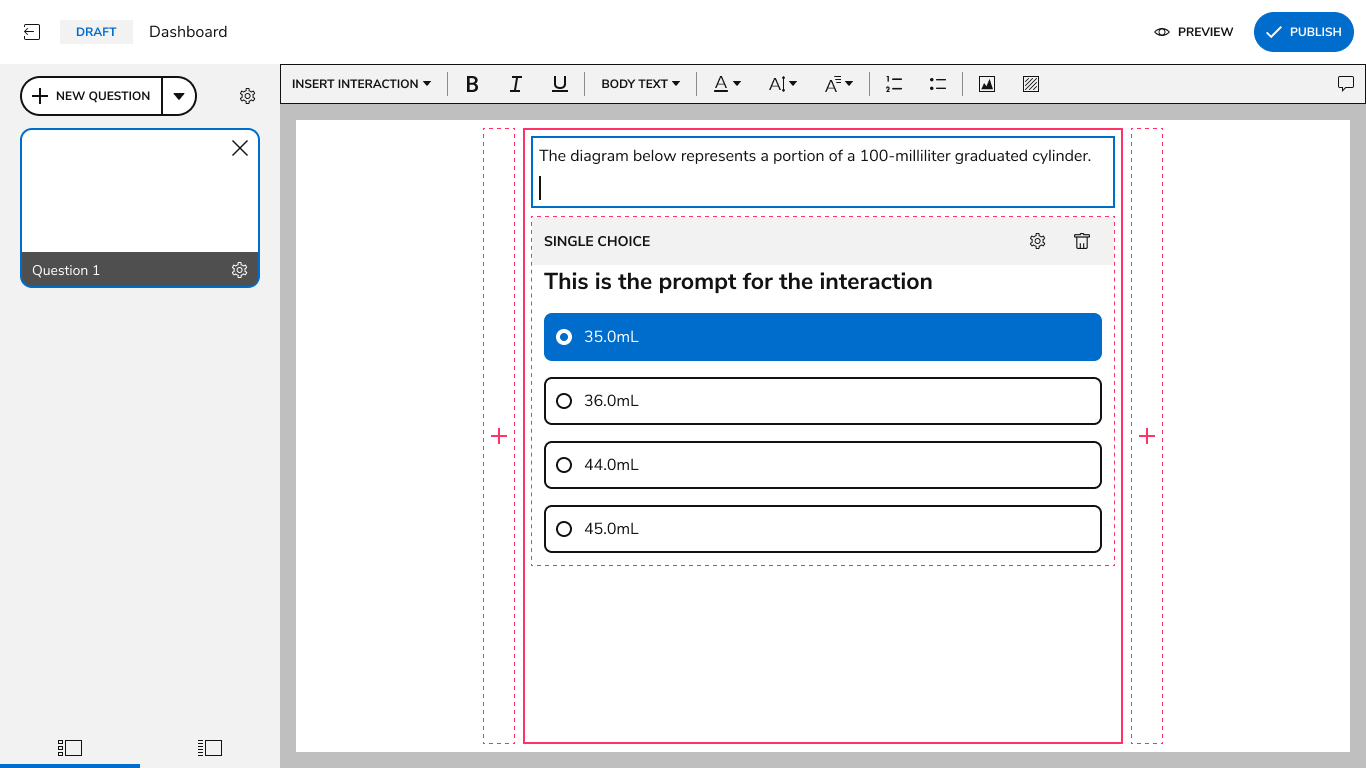 DRAFT
Dashboard
PREVIEW
PUBLISH
NEW QUESTION
INSERT INTERACTION
B
I
U
BODY TEXT
The diagram below represents a portion of a 100-milliliter graduated cylinder.
SINGLE CHOICE
This is the prompt for the interaction
35.0mL
36.0mL
44.0mL
45.0mL
Question 1